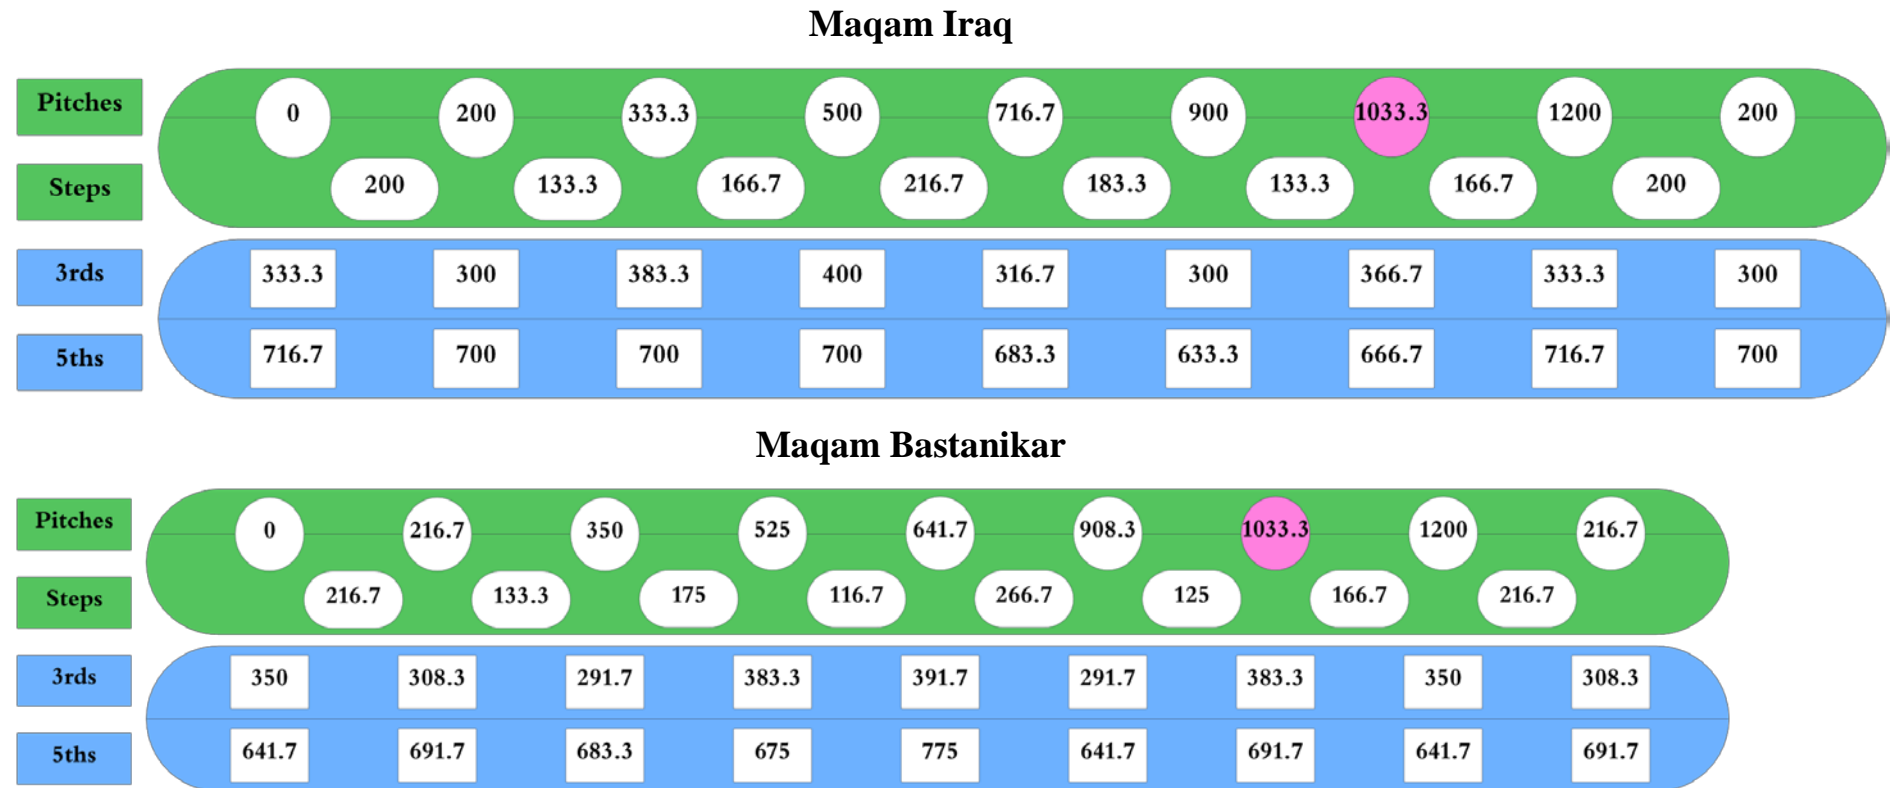 Maqam Iraq
Pitches 0 200 333.3 500 716.7 900 1033.3 1200 200
Steps 200 133.3 166.7 216.7 183.3 133.3 166.7 200
3rds 333.3 300 383.3 400 316.7 300 366.7 333.3 300
5ths 716.7 700 700 700 683.3 633.3 666.7 716.7 700
Maqam Bastanikar
Pitches 0 216.7 350 525 641.7 908.3 1033.3 1200 216.7
Steps 216.7 133.3 175 116.7 266.7 125 166.7 216.7
3rds 350 308.3 291.7 383.3 391.7 291.7 383.3 350 308.3
5ths 641.7 691.7 683.3 675 775 641.7 691.7 641.7 691.7